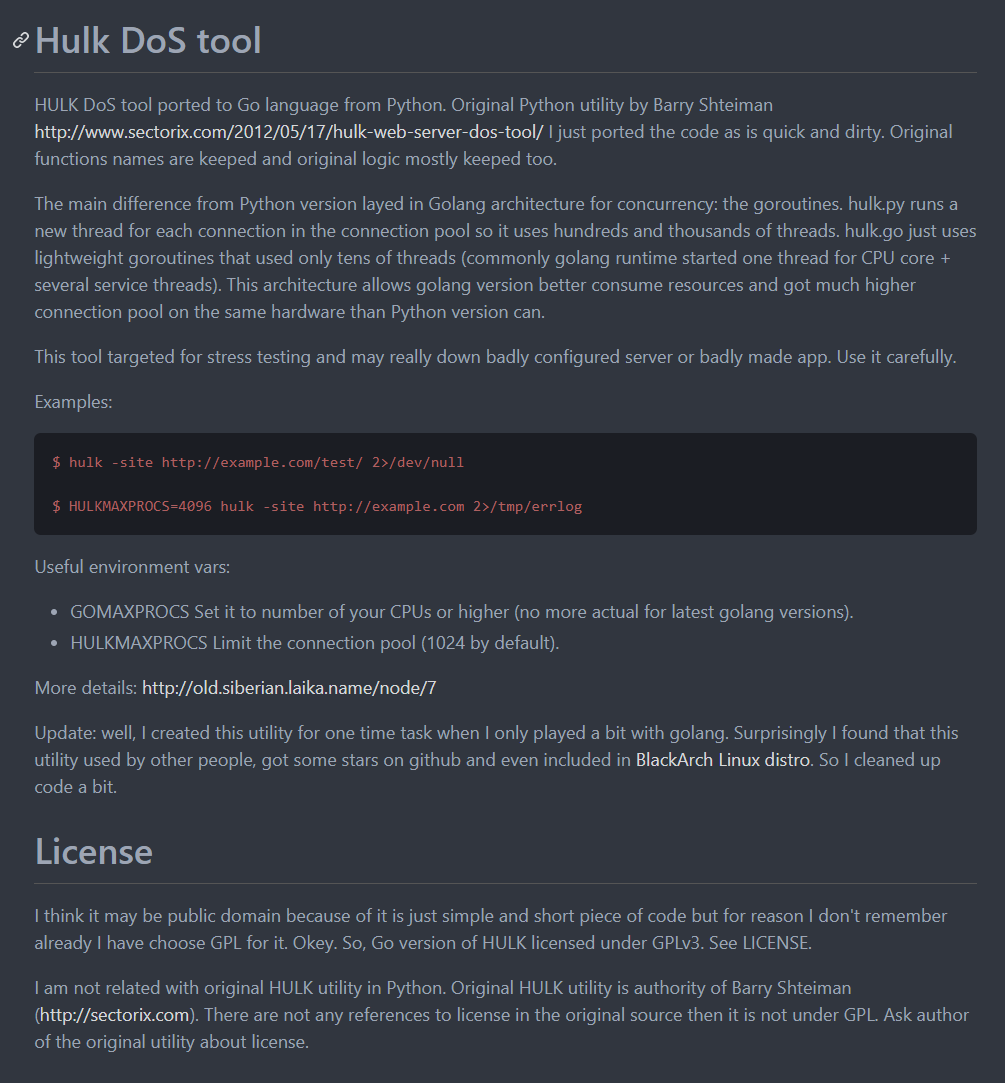 Hulk DoS tool
HULK DoS tool ported to Go language from Python. Original Python utility by Barry Shteiman
http://www.sectorix.com/2012/05/17/hulk-web-server-dos-tool/ I just ported the code as is quick and dirty. Original
functions names are keeped and original logic mostly keeped too.
The main difference from Python version layed in Golang architecture for concurrency: the goroutines. hulk.py runs a
new thread for each connection in the connection pool so it uses hundreds and thousands of threads. hulk.go just uses
lightweight goroutines that used only tens of threads (commonly golang runtime started one thread for CPU core +
several service threads). This architecture allows golang version better consume resources and got much higher
connection pool on the same hardware than Python version can.
This tool targeted for stress testing and may really down badly configured server or badly made app. Use it carefully.
Examples:
$ hulk -site http://example.com/test/ 2>/dev/null
$ HULKMAXPROCS=4096 hulk -site http://example.com 2>/tmp/errlog
Useful environment vars:
• GOMAXPROCS Set it to number of your CPUs or higher (no more actual for latest golang versions).
• HULKMAXPROCS Limit the connection pool (1024 by default).
More details: http://old.siberian.laika.name/node/7
Update: well, I created this utility for one time task when I only played a bit with golang. Surprisingly I found that this
utility used by other people, got some stars on github and even included in BlackArch Linux distro. So I cleaned up
code a bit.
License
I think it may be public domain because of it is just simple and short piece of code but for reason I don't remember
already I have choose GPL for it. Okey. So, Go version of HULK licensed under GPLv3. See LICENSE.
I am not related with original HULK utility in Python. Original HULK utility is authority of Barry Shteiman
(http://sectorix.com). There are not any references to license in the original source then it is not under GPL. Ask author
of the original utility about license.